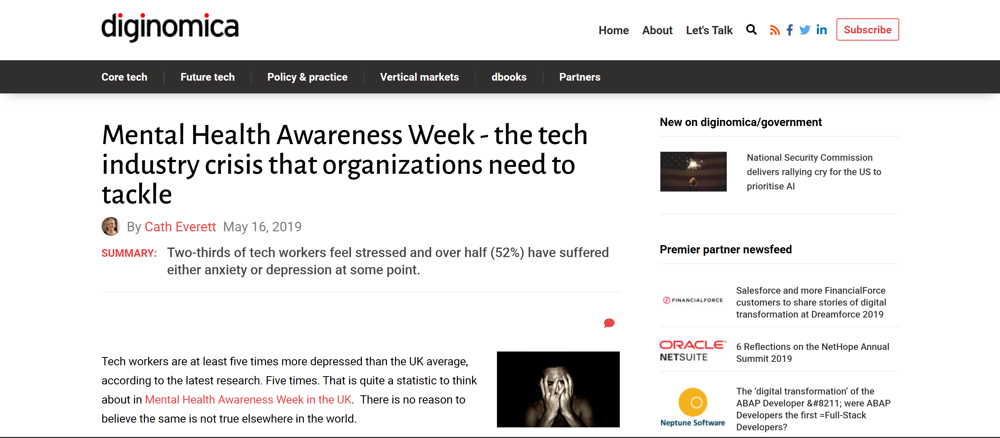 diginomica
Home About Let's Talk Subscribe
Core tech Future tech Policy & practice Vertical markets dbooks Partners
Mental Health Awareness Week - the tech
industry crisis that organizations need to
tackle
By Cath Everett May 16, 2019
SUMMARY: Two-thirds of tech workers feel stressed and over half (52%) have suffered
either anxiety or depression at some point.
Tech workers are at least five times more depressed than the UK average,
according to the latest research. Five times. That is quite a statistic to think
about in Mental Health Awareness Week in the UK. There is no reason to
believe the same is not true elsewhere in the world.
New on diginomica/government
National Security Commission
delivers rallying cry for the US to
prioritise AI
Premier partner newsfeed
FINANCIALFORCE
Salesforce and more FinancialForce
customers to share stories of digital
transformation at Dreamforce 2019
ORACLE
NETSUITE
6 Reflections on the NetHope Annual
Summit 2019
Neptune Software
The ‘digital transformation’ of the
ABAP Developer &#8211; were ABAP
Developers the first =Full-Stack
Developers?